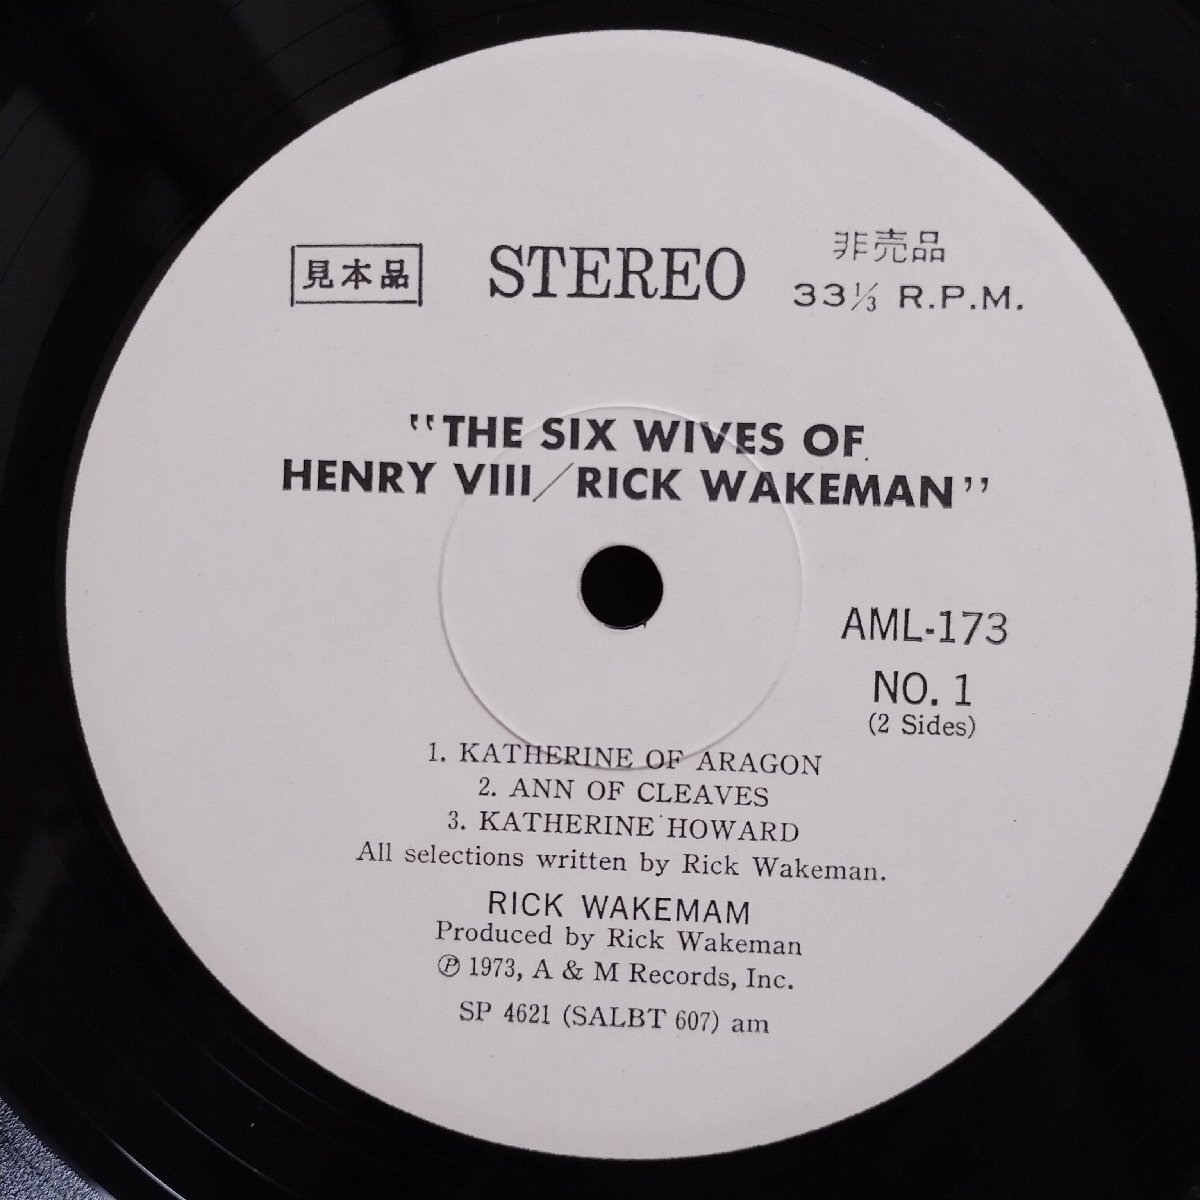 見本品
STEREO
非売品
33⅓ R.P.M.
"THE SIX WIVES OF
HENRY VIII/RICK WAKEMAN"
AML-173
NO. 1
(2 Sides)
1. KATHERINE OF ARAGON
2. ANN OF CLEAVES
3. KATHERINE HOWARD
All selections written by Rick Wakeman.
RICK WAKEMAM
Produced by Rick Wakeman
Ⓟ 1973, A & M Records, Inc.
SP 4621 (SALBT 607) am